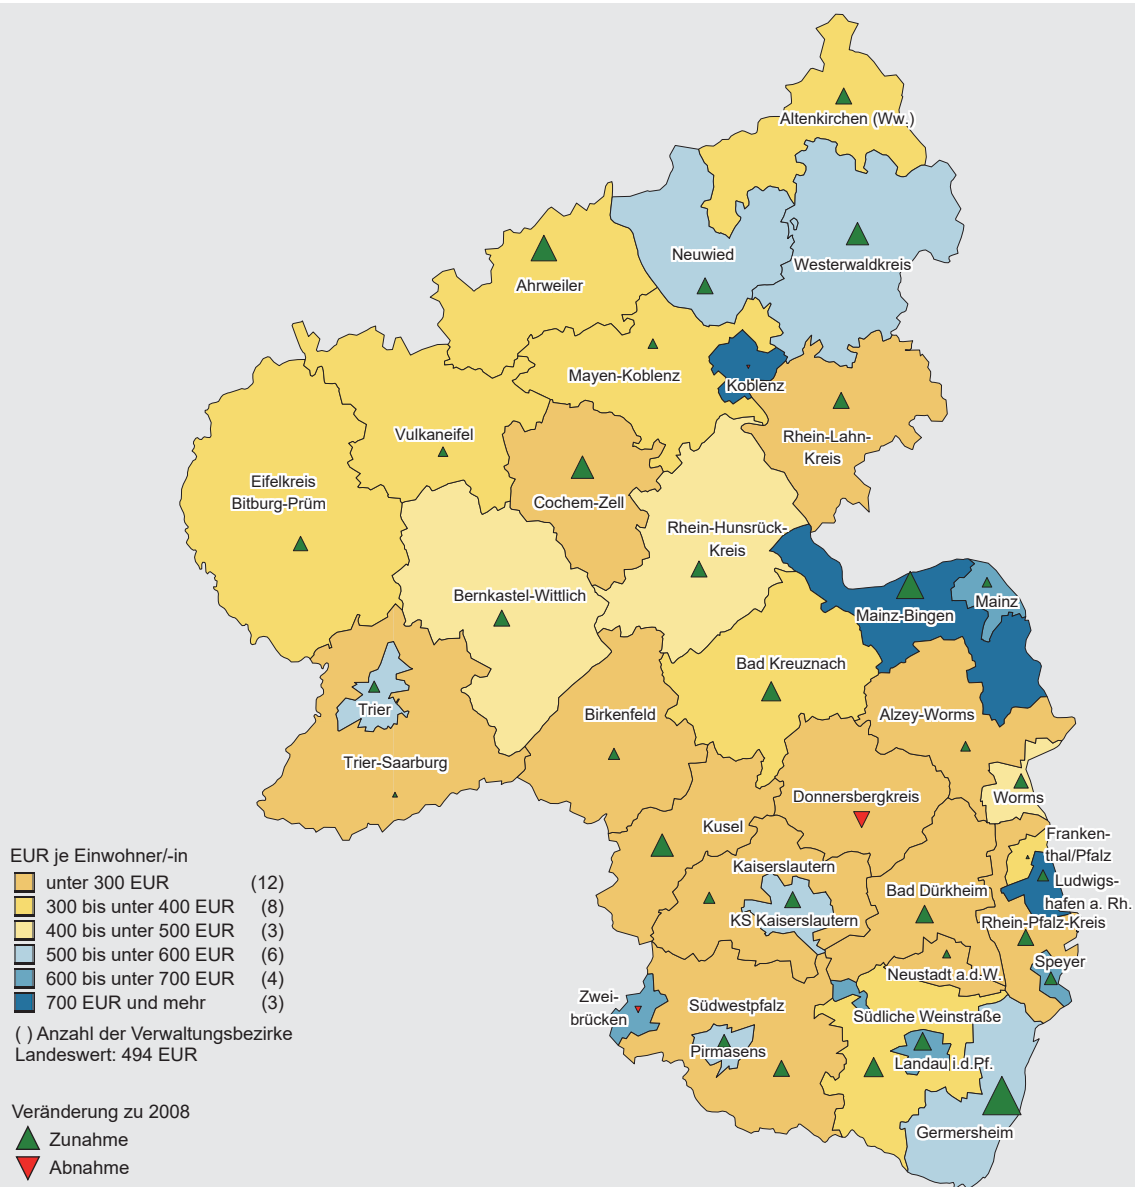 Altenkirchen (Ww.)
Neuwied
Westerwaldkreis
Ahrweiler
Mayen-Koblenz
Koblenz
Rhein-Lahn-
Kreis
Vulkaneifel
Eifelkreis
Bitburg-Prüm
Cochem-Zell
Rhein-Hunsrück-
Kreis
Bernkastel-Wittlich
Mainz-Bingen
Mainz
Bad Kreuznach
Trier
Birkenfeld
Alzey-Worms
Trier-Saarburg
Donnersbergkreis
Worms
Kusel
Franken-
thal/Pfalz
Kaiserslautern
Ludwigs-
hafen a. Rh.
Bad Dürkheim
KS Kaiserslautern
Rhein-Pfalz-Kreis
Speyer
Neustadt a.d.W.
Zwei-
brücken
Südwestpfalz
Südliche Weinstraße
Pirmasens
Landau i.d.Pf.
Germersheim
EUR je Einwohner/-in
unter 300 EUR (12)
300 bis unter 400 EUR (8)
400 bis unter 500 EUR (3)
500 bis unter 600 EUR (6)
600 bis unter 700 EUR (4)
700 EUR und mehr (3)
( ) Anzahl der Verwaltungsbezirke
Landeswert: 494 EUR
Veränderung zu 2008
Zunahme
Abnahme